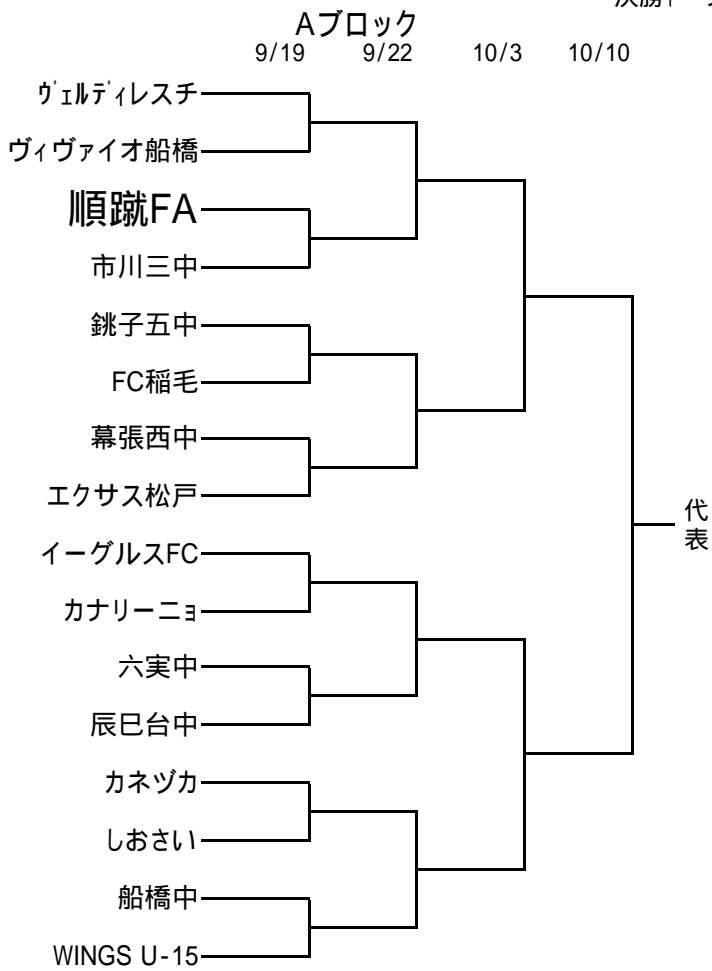 Aブロック
9/19 9/22 10/3 10/10
ヴェルディレスチ
ヴィヴァイオ船橋
順蹴FA
市川三中
銚子五中
FC稲毛
幕張西中
エクサス松戸
イーグルスFC
カナリーニョ
六実中
辰巳台中
カネヅカ
しおさい
船橋中
WINGS U-15
代
表